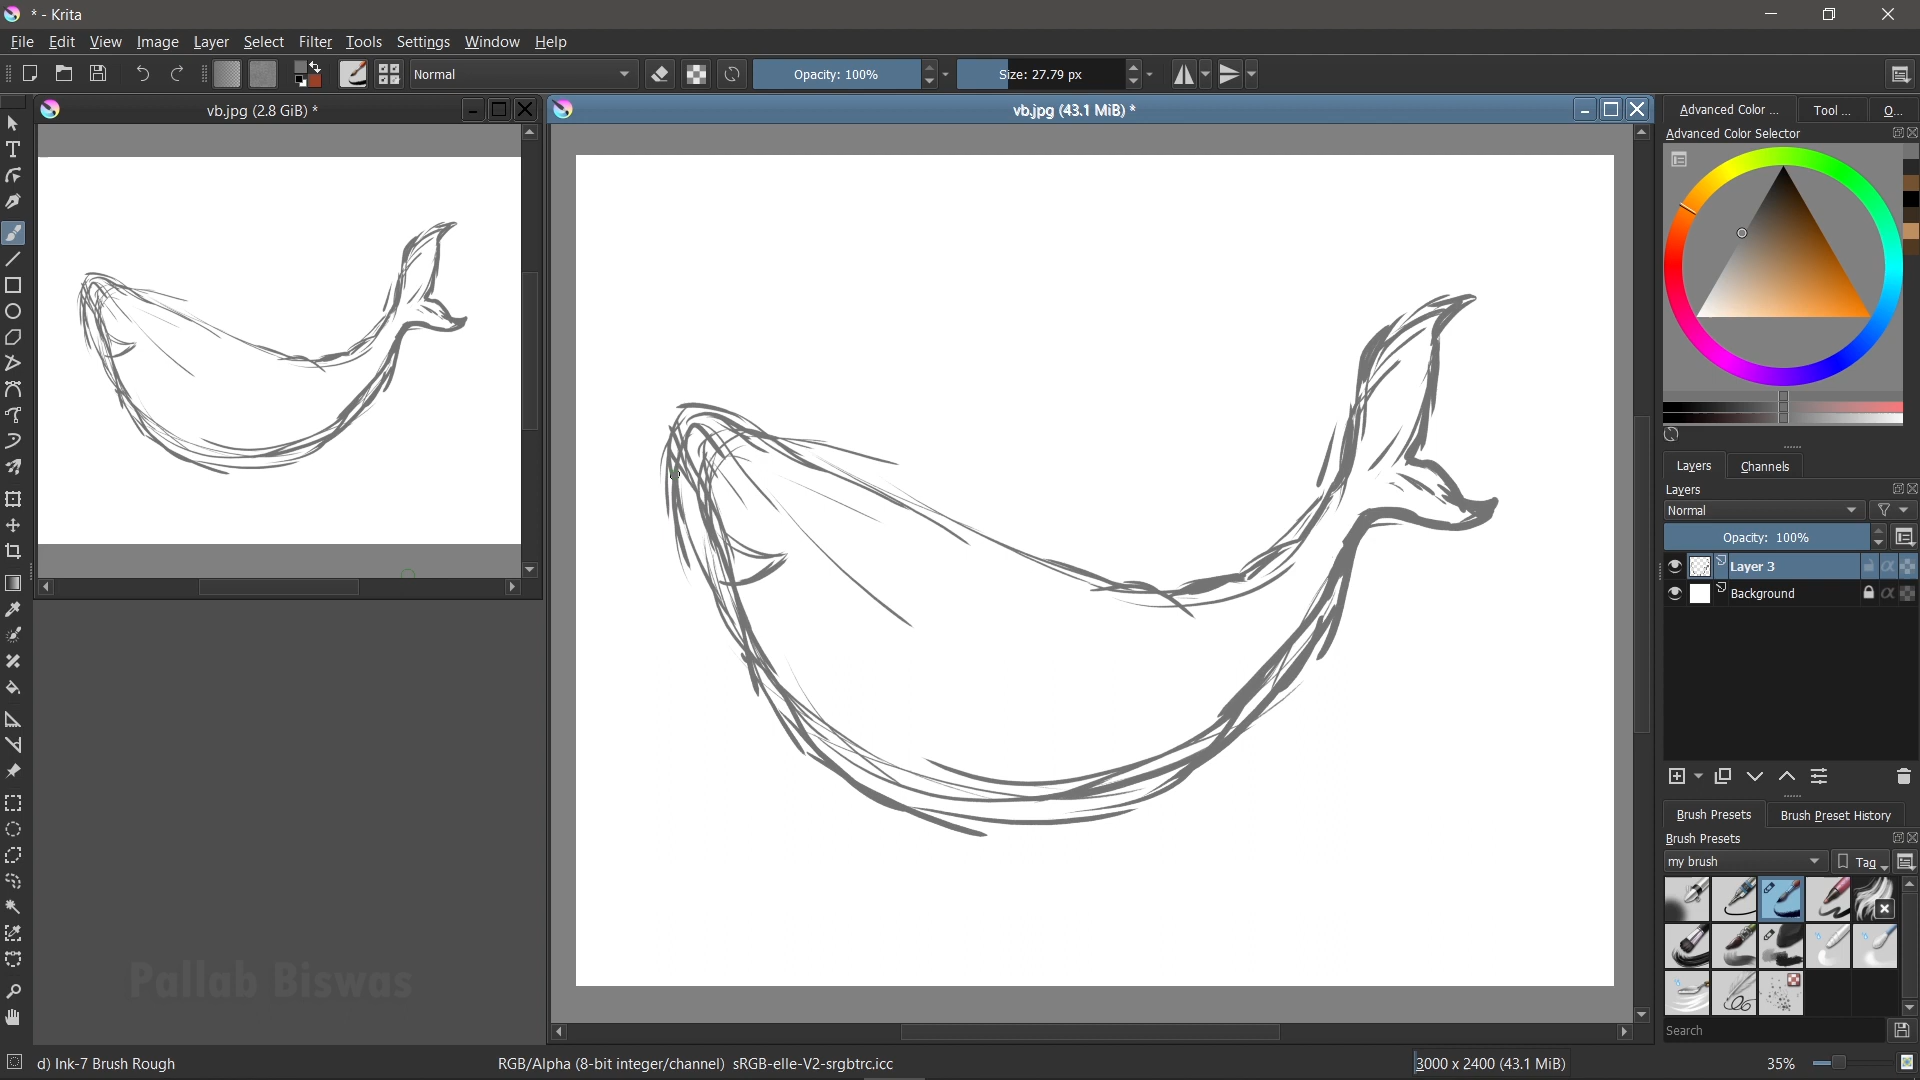 * - Krita
File Edit View Image Layer Select Filter Tools Settings Window Help
Normal Opacity: 100% Size: 27.79 px
vb.jpg (2.8 GiB) *
vb.jpg (43.1 MiB) *
Advanced Color ... Tool ... O...
Advanced Color Selector
Layers Channels
Layers
Normal
Opacity: 100%
Layer 3
Background
Brush Presets Brush Preset History
Brush Presets
my brush Tag
Search
Pallab Biswas
d) Ink-7 Brush Rough RGB/Alpha (8-bit integer/channel) sRGB-elle-V2-srgbtrc.icc 3000 x 2400 (43.1 MiB) 35%